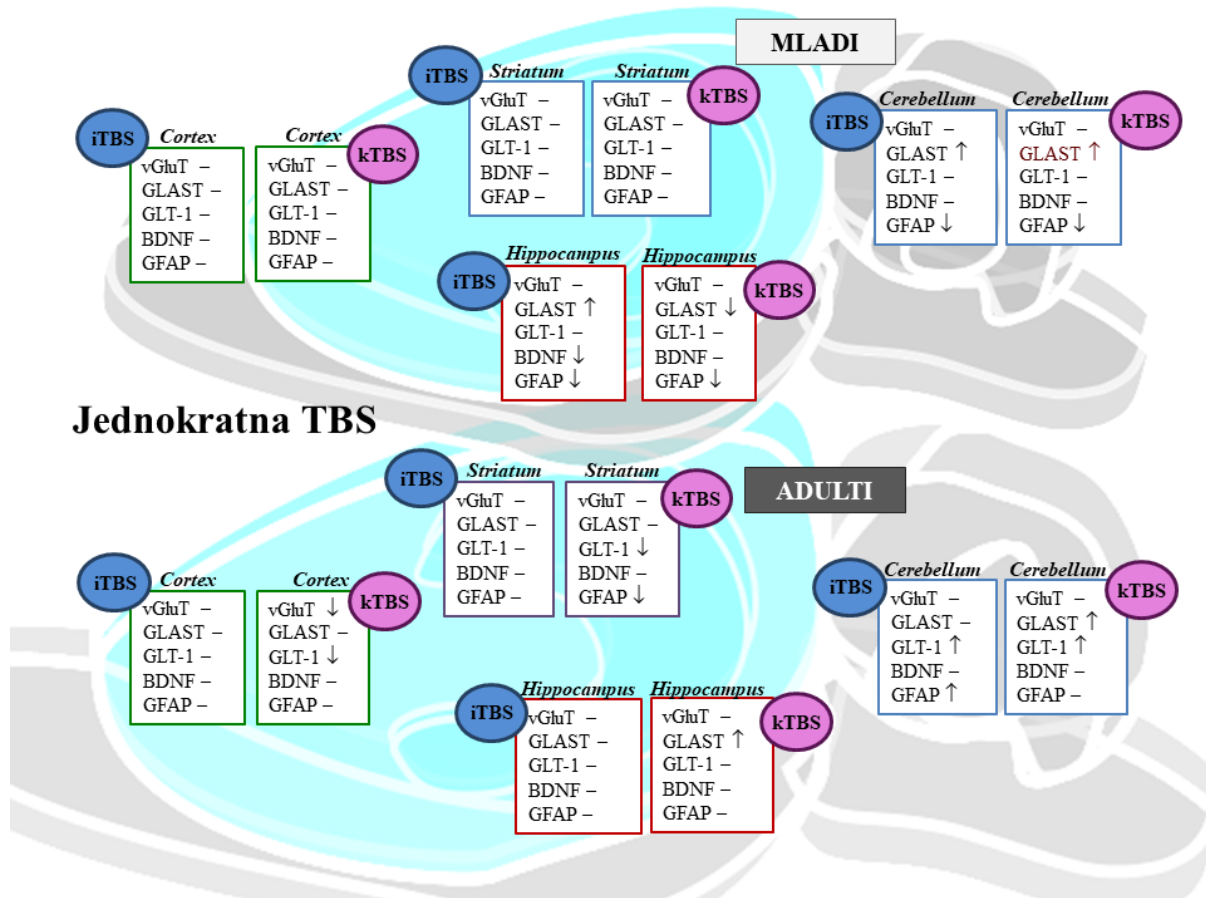 MLADI
iTBS
Cortex
vGluT –
GLAST –
GLT-1 –
BDNF –
GFAP –
Cortex
kTBS
vGluT –
GLAST –
GLT-1 –
BDNF –
GFAP –
iTBS
Striatum
vGluT –
GLAST –
GLT-1 –
BDNF –
GFAP –
Striatum
kTBS
vGluT –
GLAST –
GLT-1 –
BDNF –
GFAP –
iTBS
Cerebellum
vGluT –
GLAST ↑
GLT-1 –
BDNF –
GFAP ↓
Cerebellum
kTBS
vGluT –
GLAST ↑
GLT-1 –
BDNF –
GFAP ↓
iTBS
Hippocampus
vGluT –
GLAST ↑
GLT-1 –
BDNF ↓
GFAP ↓
Hippocampus
kTBS
vGluT –
GLAST ↓
GLT-1 –
BDNF –
GFAP ↓
Jednokratna TBS
ADULTI
iTBS
Striatum
vGluT –
GLAST –
GLT-1 –
BDNF –
GFAP –
Striatum
kTBS
vGluT –
GLAST –
GLT-1 ↓
BDNF –
GFAP ↓
iTBS
Cortex
vGluT –
GLAST –
GLT-1 –
BDNF –
GFAP –
Cortex
kTBS
vGluT ↓
GLAST –
GLT-1 ↓
BDNF –
GFAP –
iTBS
Cerebellum
vGluT –
GLAST –
GLT-1 ↑
BDNF –
GFAP ↑
Cerebellum
kTBS
vGluT –
GLAST ↑
GLT-1 ↑
BDNF –
GFAP –
iTBS
Hippocampus
vGluT –
GLAST –
GLT-1 –
BDNF –
GFAP –
Hippocampus
kTBS
vGluT –
GLAST ↑
GLT-1 –
BDNF –
GFAP –